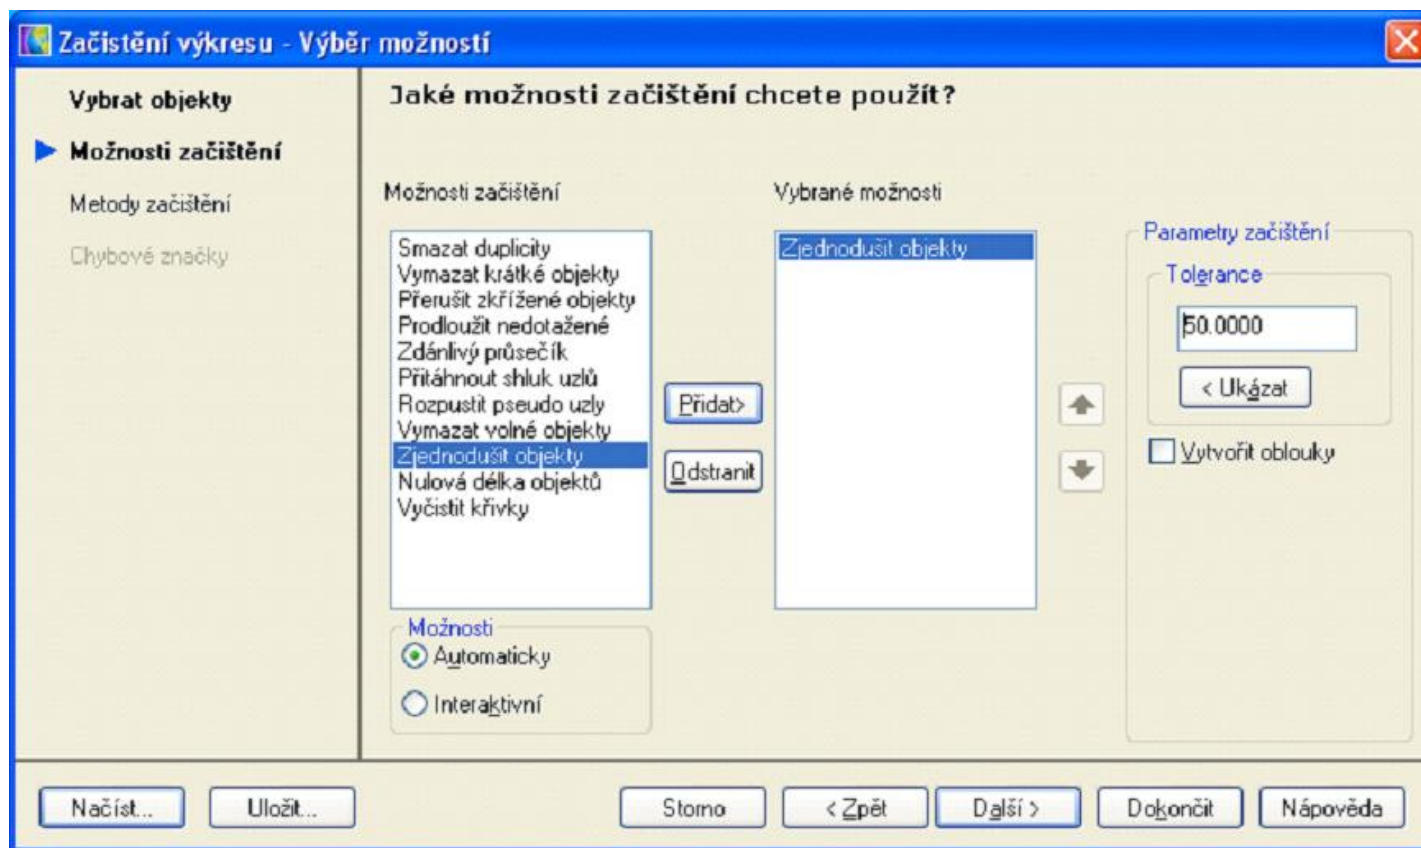 Začistění výkresu - Výběr možností
Vybrat objekty
Možnosti začištění
Metody začištění
Chybové značky
Jaké možnosti začištění chcete použít?
Možnosti začištění
Smazat duplicity
Vymazat krátké objekty
Přerušit zkřížené objekty
Prodloužit nedotažené
Zdánlivý průsečík
Přitáhnout shluk uzlů
Rozpustit pseudo uzly
Vymazat volné objekty
Zjednodušit objekty
Nulová délka objektů
Vyčistit křivky
Možnosti
Automaticky
Interaktivní
Přidat>
Odstranit
Vybrané možnosti
Zjednodušit objekty
Parametry začištění
Tolerance
50.0000
< Ukázat
Vytvořit oblouky
Načíst...
Uložit...
Storno
< Zpět
Další >
Dokončit
Nápověda